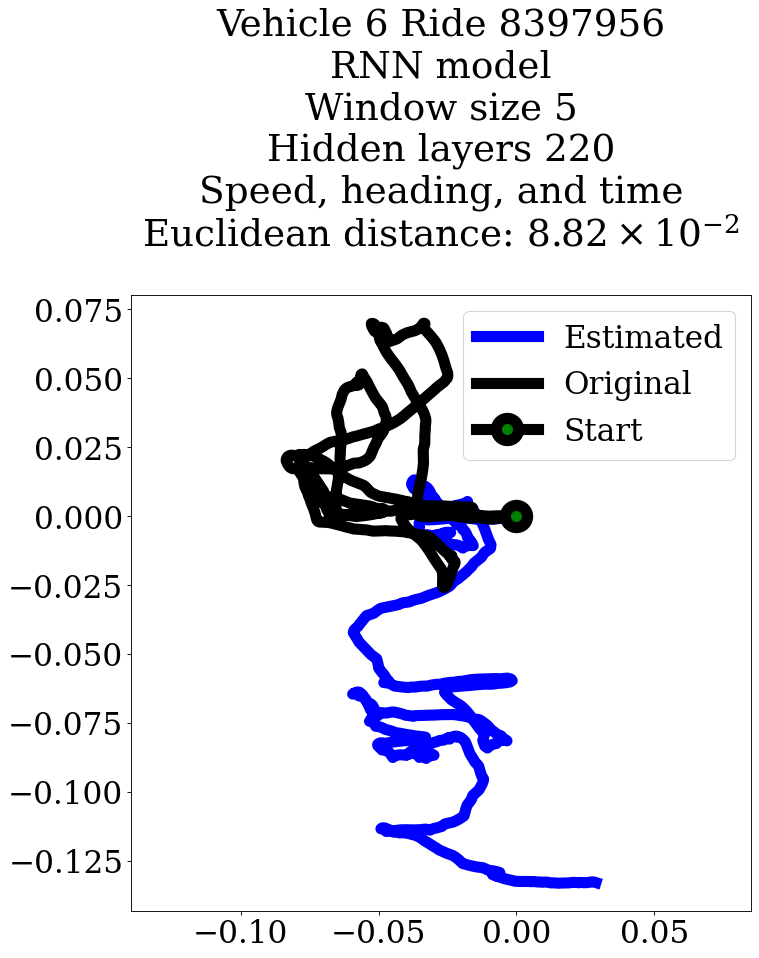 Vehicle 6 Ride 8397956
RNN model
Window size 5
Hidden layers 220
Speed, heading, and time
Euclidean distance: 8.82 × 10⁻²
Estimated
Original
Start
0.075
0.050
0.025
0.000
−0.025
−0.050
−0.075
−0.100
−0.125
−0.10 −0.05 0.00 0.05